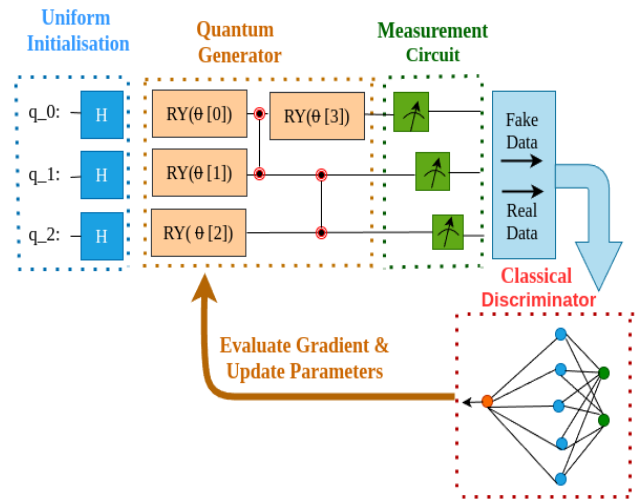 Uniform
Initialisation
Quantum
Generator
Measurement
Circuit
q_0:
H
RY(θ [0])
RY(θ [3])
q_1:
H
RY(θ [1])
q_2:
H
RY( θ [2])
Fake
Data
Real
Data
Classical
Discriminator
Evaluate Gradient &
Update Parameters